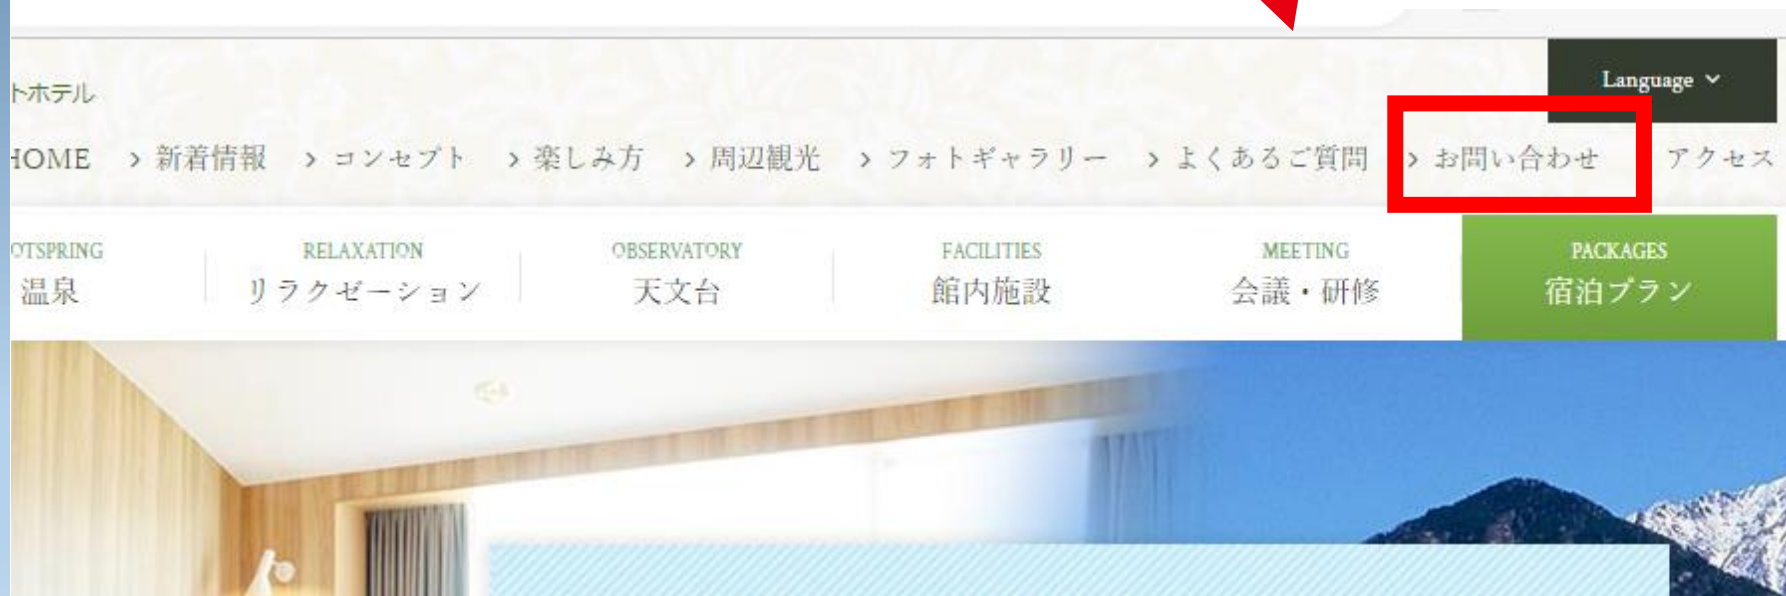 トホテル
Language
HOME > 新着情報 > コンセプト > 楽しみ方 > 周辺観光 > フォトギャラリー > よくあるご質問 > お問い合わせ アクセス
OTSPRING RELAXATION OBSERVATORY FACILITIES MEETING PACKAGES
温泉 リラクゼーション 天文台 館内施設 会議・研修 宿泊プラン